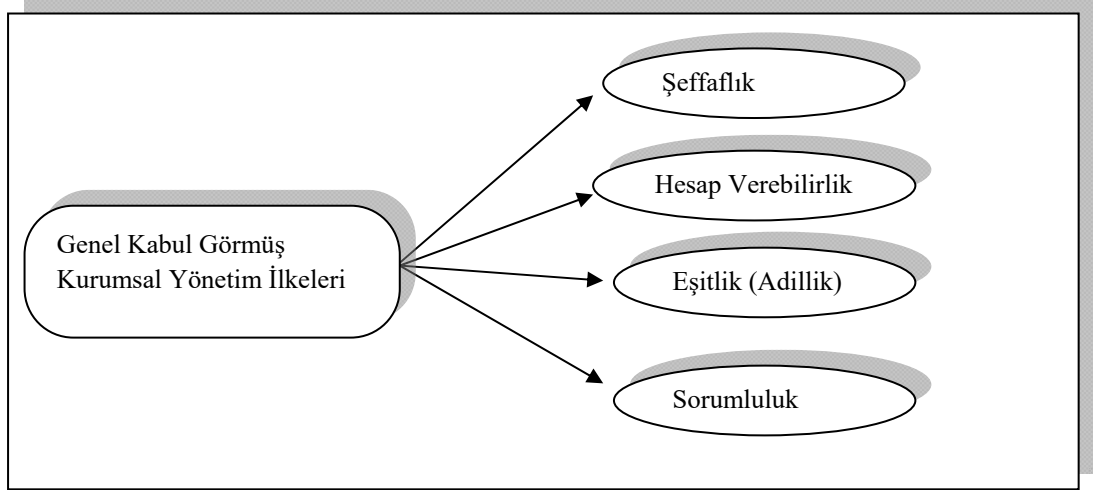 Genel Kabul Görmüş
Kurumsal Yönetim İlkeleri
Şeffaflık
Hesap Verebilirlik
Eşitlik (Adillik)
Sorumluluk